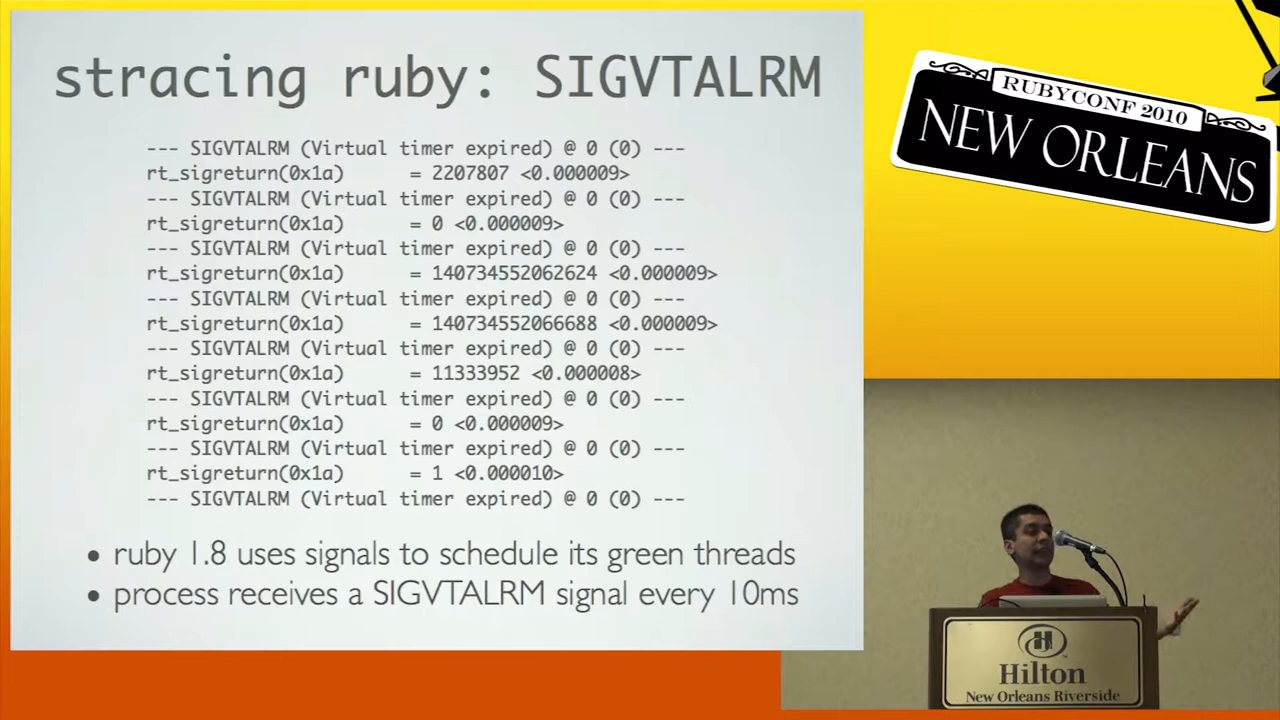 stracing ruby: SIGVTALRM
--- SIGVTALRM (Virtual timer expired) @ 0 (0) ---
rt_sigreturn(0x1a) = 2207807 <0.000009>
--- SIGVTALRM (Virtual timer expired) @ 0 (0) ---
rt_sigreturn(0x1a) = 0 <0.000009>
--- SIGVTALRM (Virtual timer expired) @ 0 (0) ---
rt_sigreturn(0x1a) = 140734552062624 <0.000009>
--- SIGVTALRM (Virtual timer expired) @ 0 (0) ---
rt_sigreturn(0x1a) = 140734552066688 <0.000009>
--- SIGVTALRM (Virtual timer expired) @ 0 (0) ---
rt_sigreturn(0x1a) = 11333952 <0.000008>
--- SIGVTALRM (Virtual timer expired) @ 0 (0) ---
rt_sigreturn(0x1a) = 0 <0.000009>
--- SIGVTALRM (Virtual timer expired) @ 0 (0) ---
rt_sigreturn(0x1a) = 1 <0.000010>
--- SIGVTALRM (Virtual timer expired) @ 0 (0) ---
• ruby 1.8 uses signals to schedule its green threads
• process receives a SIGVTALRM signal every 10ms
RUBYCONF 2010
NEW ORLEANS
Hilton
New Orleans Riverside